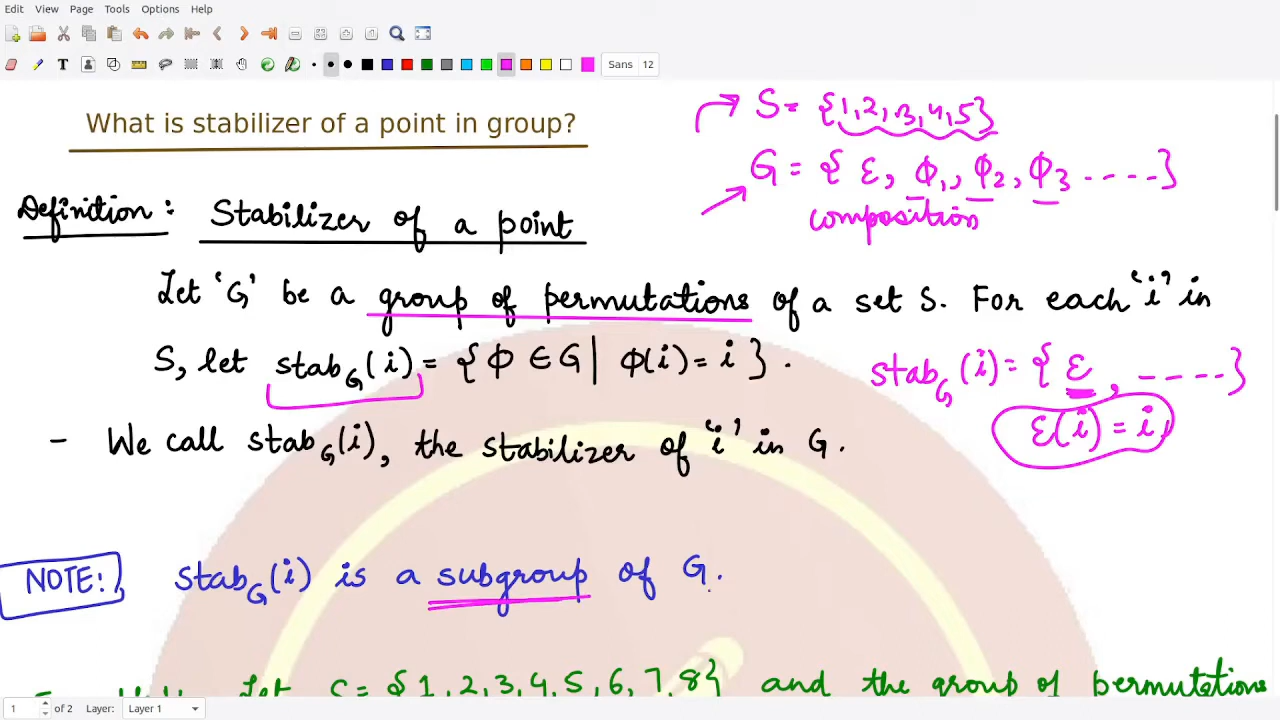 Edit View Page Tools Options Help
Sans 12
What is stabilizer of a point in group?
S = {1,2,3,4,5}
G = { ε, ϕ1, ϕ2, ϕ3 ----- }
composition
Definition: Stabilizer of a point
Let 'G' be a group of permutations of a set S. For each "i" in
S, let stabG(i) = { ϕ ∈ G | ϕ(i) = i }.
stabG(i) = { ε, ----- }
ε(i) = i
- We call stabG(i), the stabilizer of "i" in G.
NOTE: stabG(i) is a subgroup of G.
Let S = {1,2,3,4,5,6,7,8} and the group of permutations
1 of 2 Layer: Layer 1